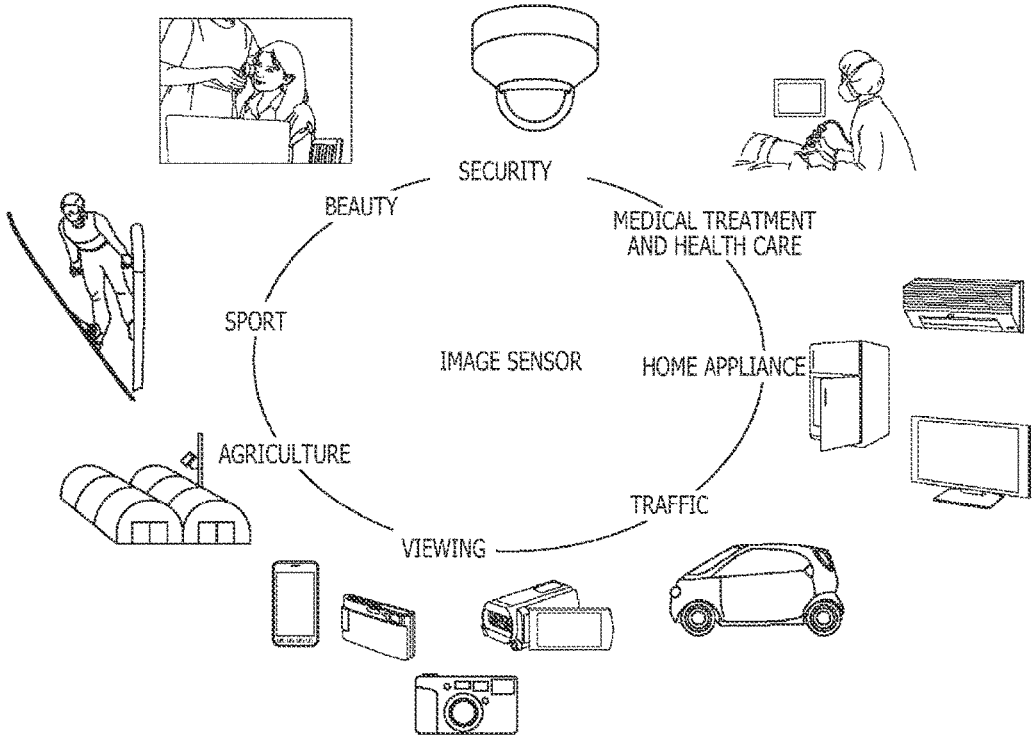 SECURITY
BEAUTY
MEDICAL TREATMENT
AND HEALTH CARE
SPORT
IMAGE SENSOR
HOME APPLIANCE
AGRICULTURE
TRAFFIC
VIEWING